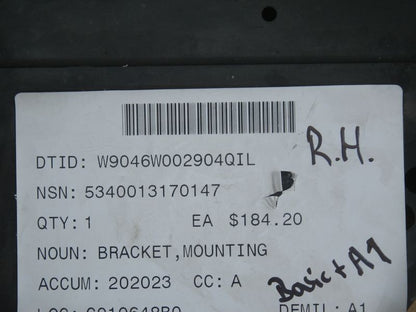 DTID: W9046W002904QIL
R.H.
NSN: 5340013170147
QTY: 1 EA $184.20
NOUN: BRACKET,MOUNTING
ACCUM: 202023 CC: A
Basic + A1
DEMIL: A1